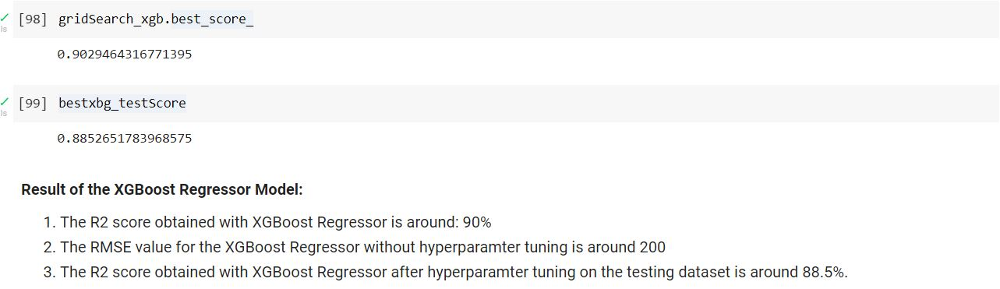 [98] gridSearch_xgb.best_score_
0.9029464316771395
[99] bestxbg_testScore
0.8852651783968575
Result of the XGBoost Regressor Model:
1. The R2 score obtained with XGBoost Regressor is around: 90%
2. The RMSE value for the XGBoost Regressor without hyperparamter tuning is around 200
3. The R2 score obtained with XGBoost Regressor after hyperparamter tuning on the testing dataset is around 88.5%.